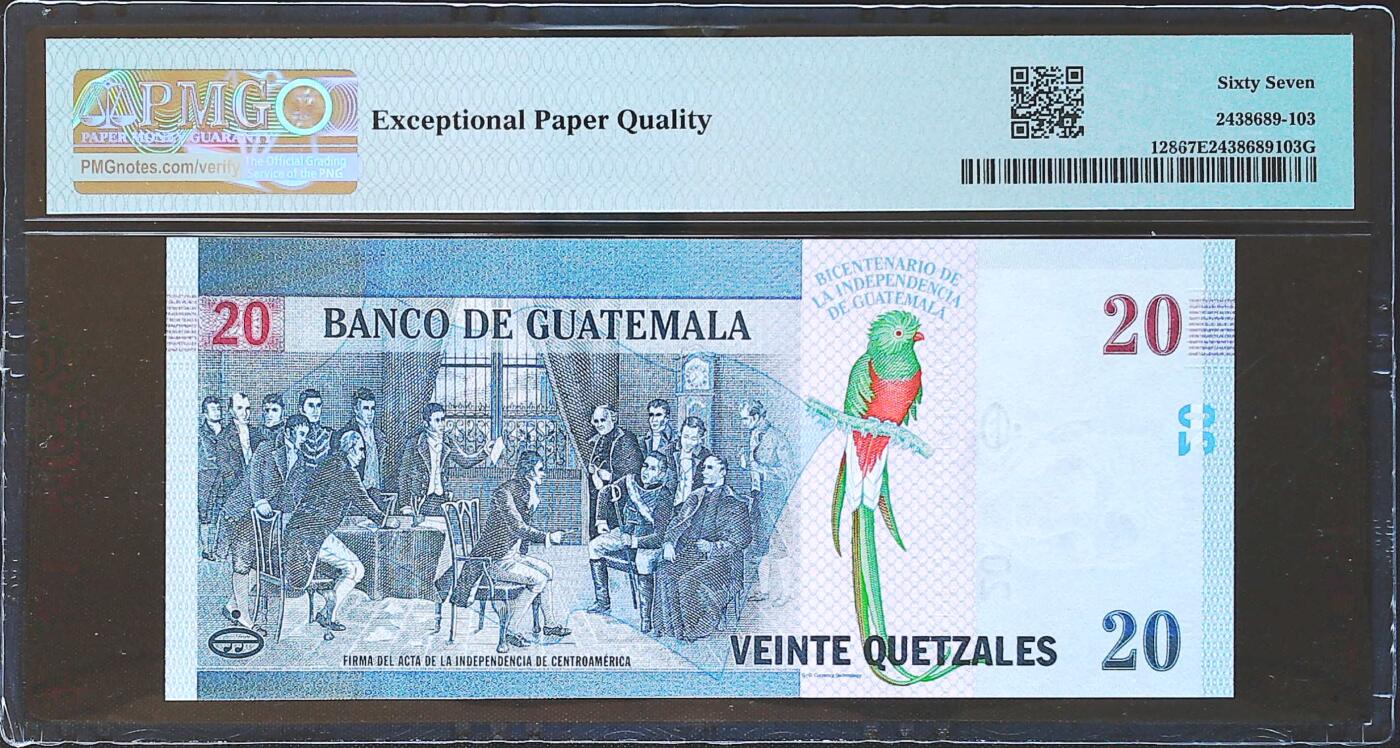 PMG
PAPER MONEY GUARANTY
PMGnotes.com/verify
The Official Grading
Service of the PNG
Exceptional Paper Quality
Sixty Seven
2438689-103
12867E2438689103G
20
BANCO DE GUATEMALA
BICENTENARIO DE
LA INDEPENDENCIA
DE GUATEMALA
20
FIRMA DEL ACTA DE LA INDEPENDENCIA DE CENTROAMÉRICA
VEINTE QUETZALES
20